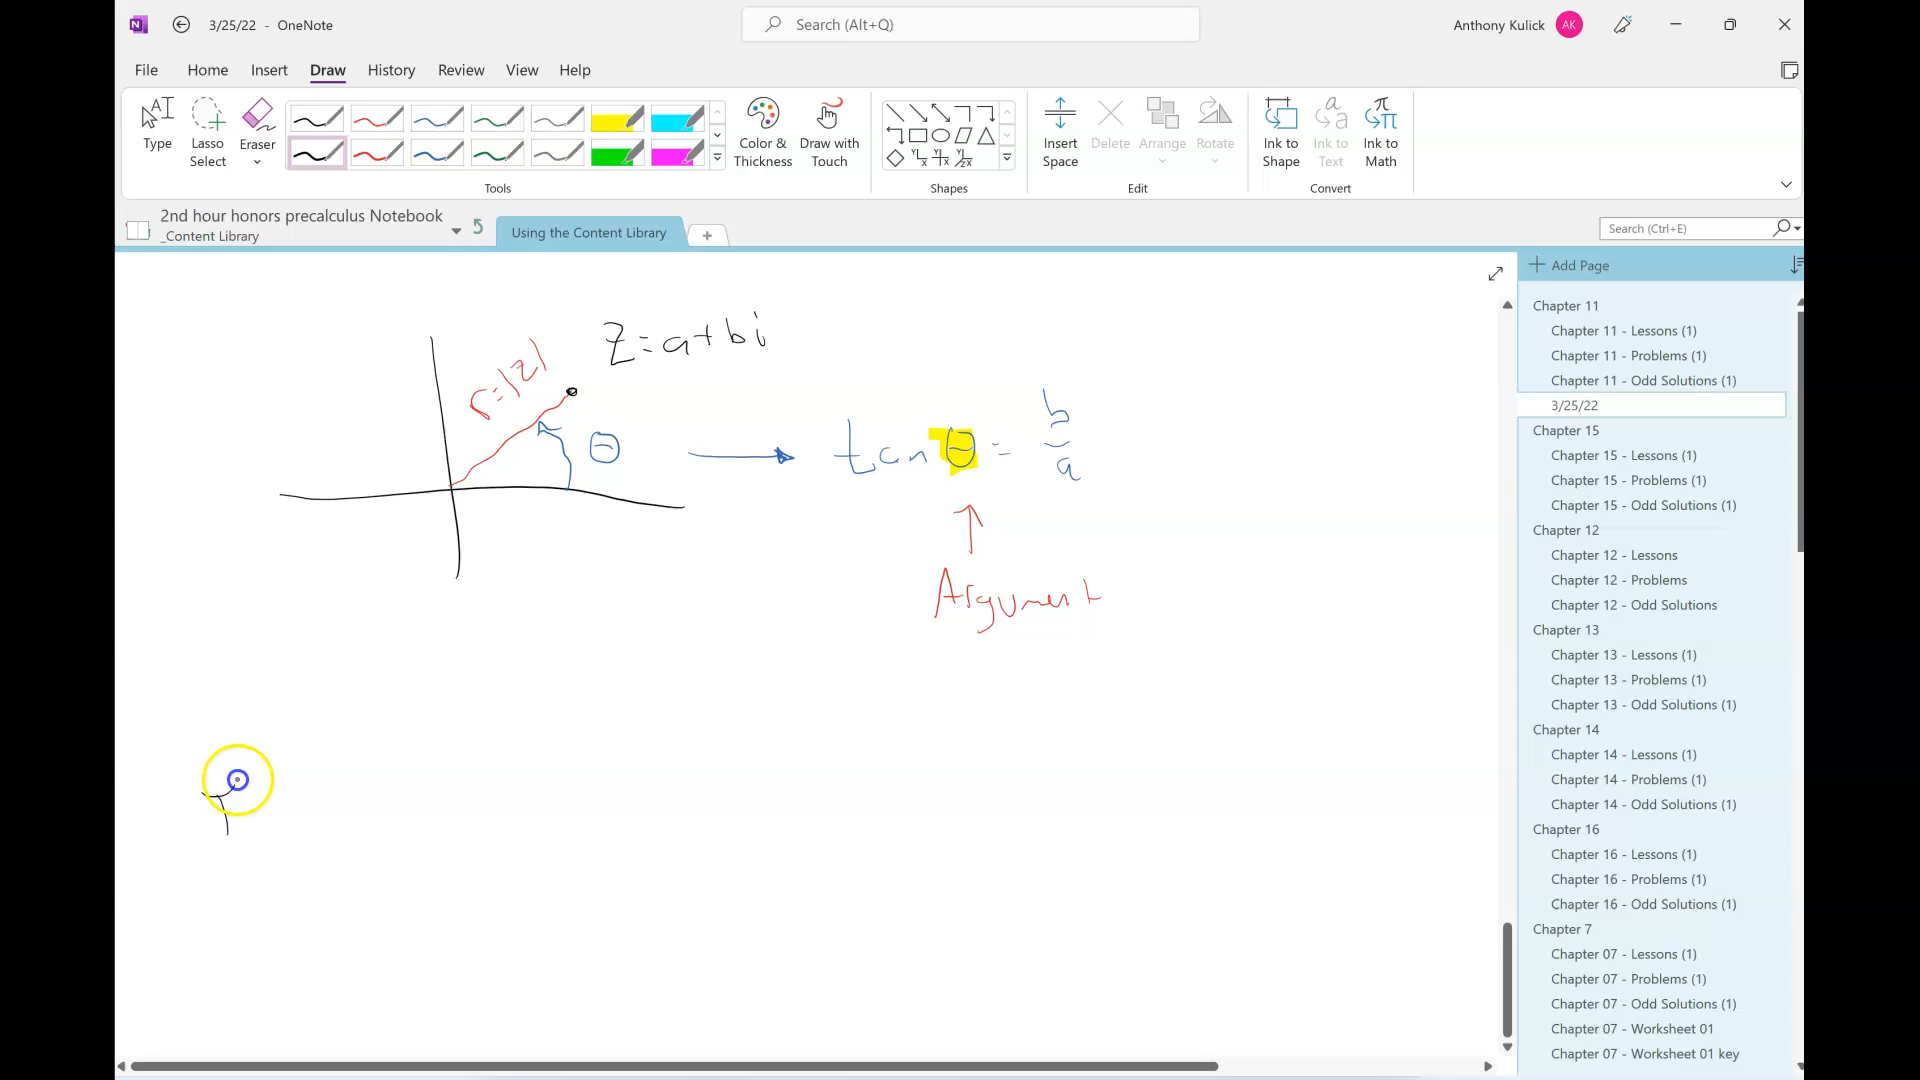 3/25/22 - OneNote
Search (Alt+Q)
Anthony Kulick AK
File Home Insert Draw History Review View Help
Type
Lasso Select
Eraser
Color & Thickness
Draw with Touch
Insert Space
Delete
Arrange
Rotate
Ink to Shape
Ink to Text
Ink to Math
Tools Shapes Edit Convert
2nd hour honors precalculus Notebook
_Content Library
Using the Content Library
Search (Ctrl+E)
Add Page
z=a+bi
r=|z|
θ
tan θ = b/a
Argument
Chapter 11
Chapter 11 - Lessons (1)
Chapter 11 - Problems (1)
Chapter 11 - Odd Solutions (1)
3/25/22
Chapter 15
Chapter 15 - Lessons (1)
Chapter 15 - Problems (1)
Chapter 15 - Odd Solutions (1)
Chapter 12
Chapter 12 - Lessons
Chapter 12 - Problems
Chapter 12 - Odd Solutions
Chapter 13
Chapter 13 - Lessons (1)
Chapter 13 - Problems (1)
Chapter 13 - Odd Solutions (1)
Chapter 14
Chapter 14 - Lessons (1)
Chapter 14 - Problems (1)
Chapter 14 - Odd Solutions (1)
Chapter 16
Chapter 16 - Lessons (1)
Chapter 16 - Problems (1)
Chapter 16 - Odd Solutions (1)
Chapter 7
Chapter 07 - Lessons (1)
Chapter 07 - Problems (1)
Chapter 07 - Odd Solutions (1)
Chapter 07 - Worksheet 01
Chapter 07 - Worksheet 01 key